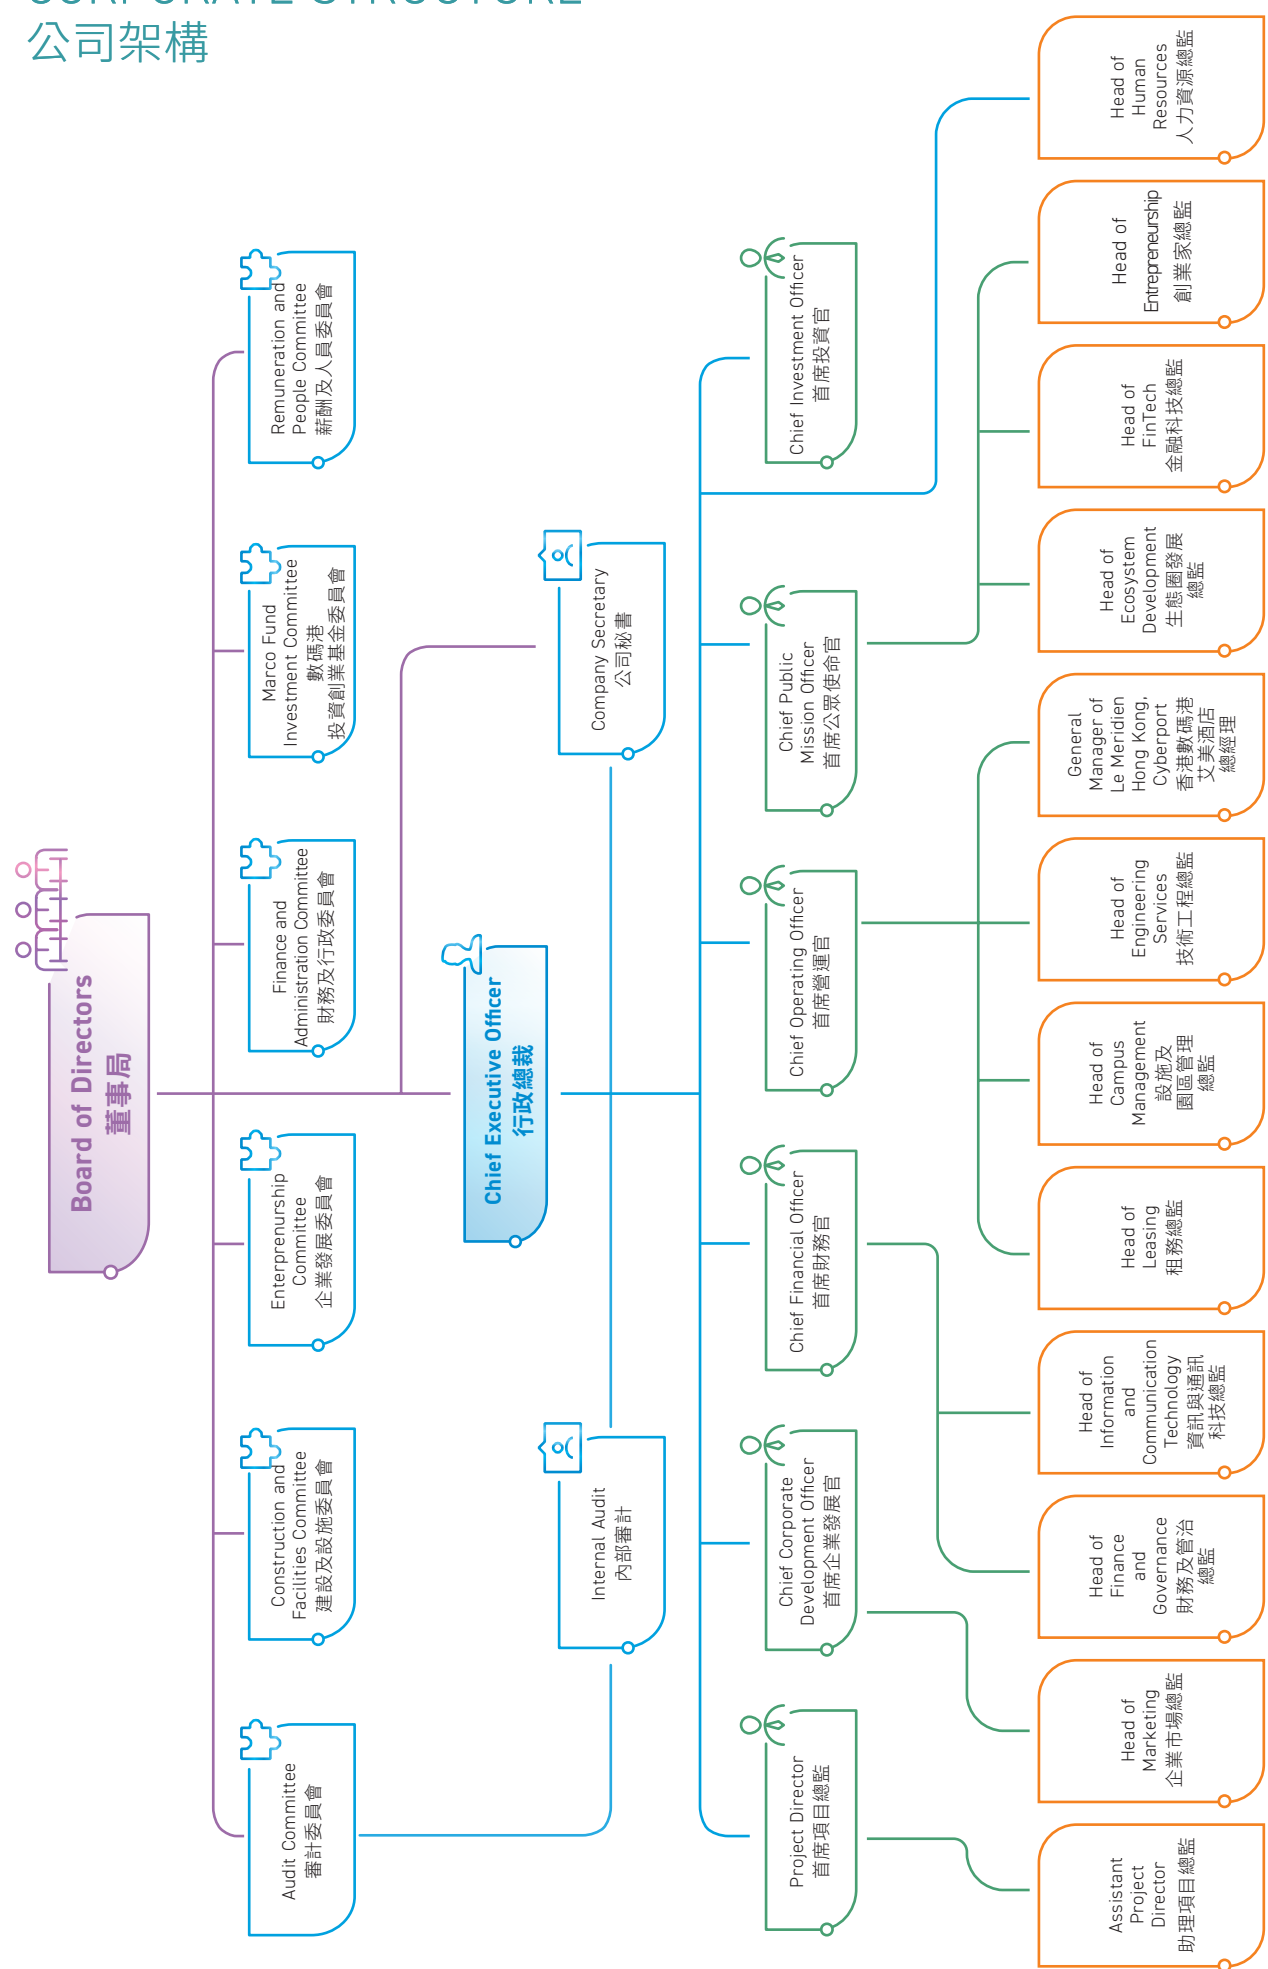 CORPORATE STRUCTURE
公司架構
Board of Directors
董事局
Audit Committee
審計委員會
Construction and
Facilities Committee
建設及設施委員會
Enterprenurship
Committee
企業發展委員會
Finance and
Administration Committee
財務及行政委員會
Marco Fund
Investment Committee
數碼港
投資創業基金委員會
Remuneration and
People Committee
薪酬及人員委員會
Chief Executive Officer
行政總裁
Internal Audit
內部審計
Company Secretary
公司秘書
Project Director
首席項目總監
Chief Corporate
Development Officer
首席企業發展官
Chief Financial Officer
首席財務官
Chief Operating Officer
首席營運官
Chief Public
Mission Officer
首席公眾使命官
Chief Investment Officer
首席投資官
Assistant
Project
Director
助理項目總監
Head of
Marketing
企業市場總監
Head of
Finance
and
Governance
財務及管治
總監
Head of
Information
and
Communication
Technology
資訊與通訊
科技總監
Head of
Leasing
租務總監
Head of
Campus
Management
設施及
園區管理
總監
Head of
Engineering
Services
技術工程總監
General
Manager of
Le Meridien
Hong Kong,
Cyberport
香港數碼港
艾美酒店
總經理
Head of
Ecosystem
Development
生態圈發展
總監
Head of
FinTech
金融科技總監
Head of
Entrepreneurship
創業家總監
Head of
Human
Resources
人力資源總監